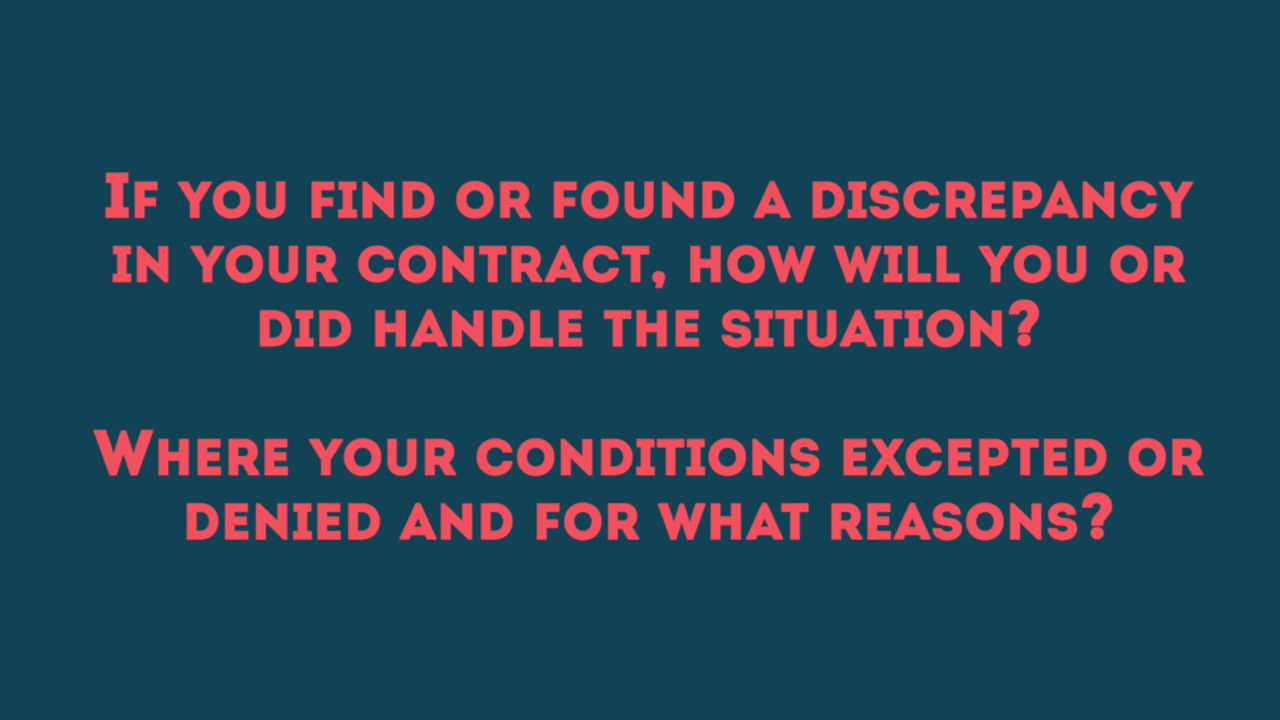 If you find or found a discrepancy
in your contract, how will you or
did handle the situation?
Where your conditions excepted or
denied and for what reasons?